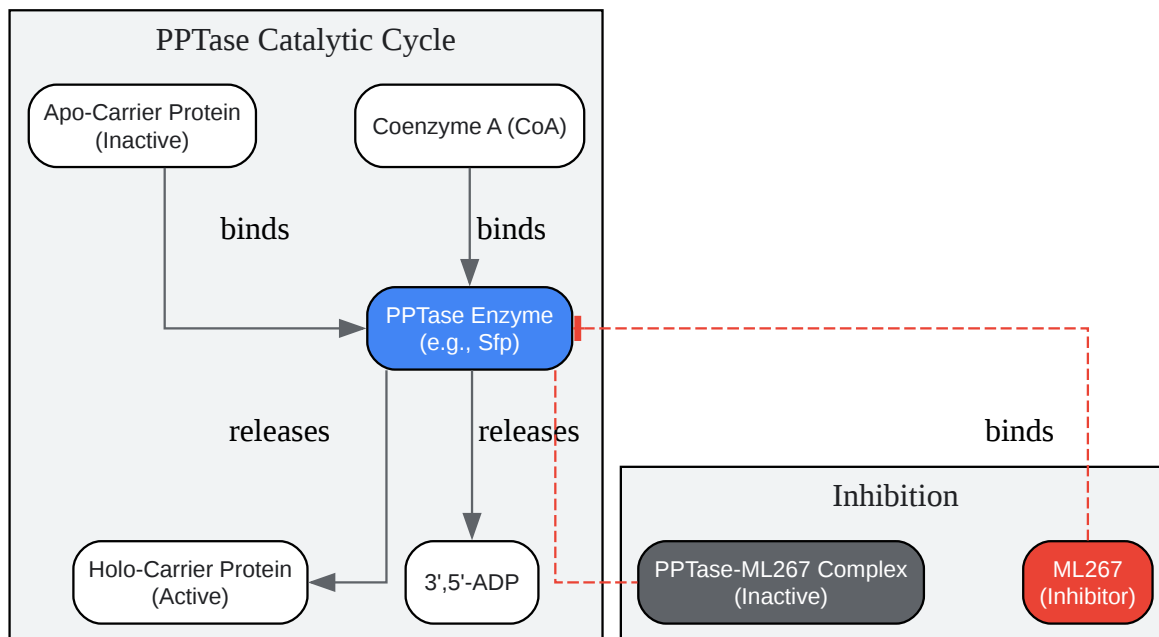 PPTase Catalytic Cycle
Apo-Carrier Protein
(Inactive)
Coenzyme A (CoA)
binds
binds
PPTase Enzyme
(e.g., Sfp)
releases
releases
binds
Inhibition
Holo-Carrier Protein
(Active)
3',5'-ADP
PPTase-ML267 Complex
(Inactive)
ML267
(Inhibitor)